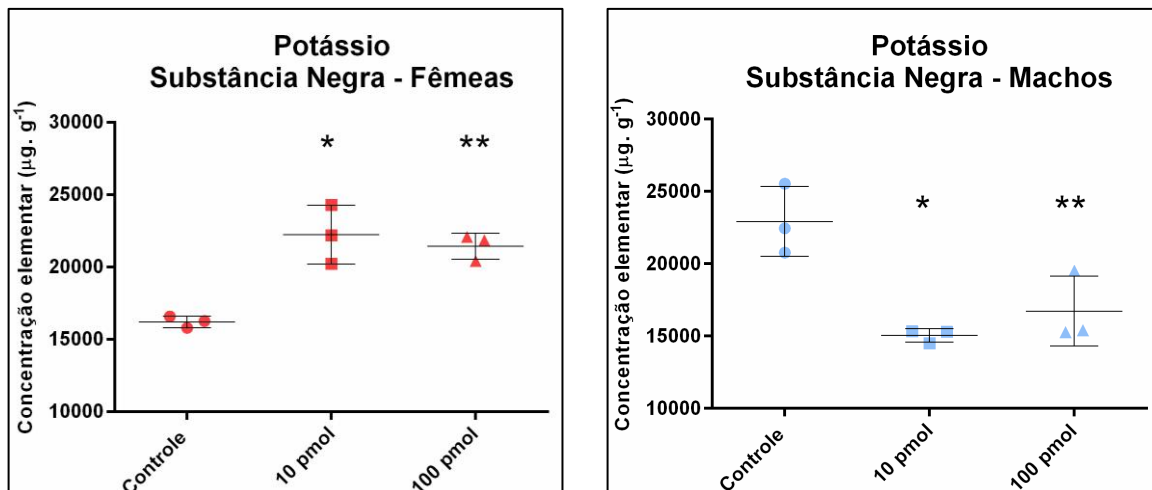 Potássio
Substância Negra - Fêmeas
Concentração elementar (µg. g-1)
30000
25000
20000
15000
10000
*
**
Controle
10 pmol
100 pmol
Potássio
Substância Negra - Machos
Concentração elementar (µg. g-1)
30000
25000
20000
15000
10000
*
**
Controle
10 pmol
100 pmol